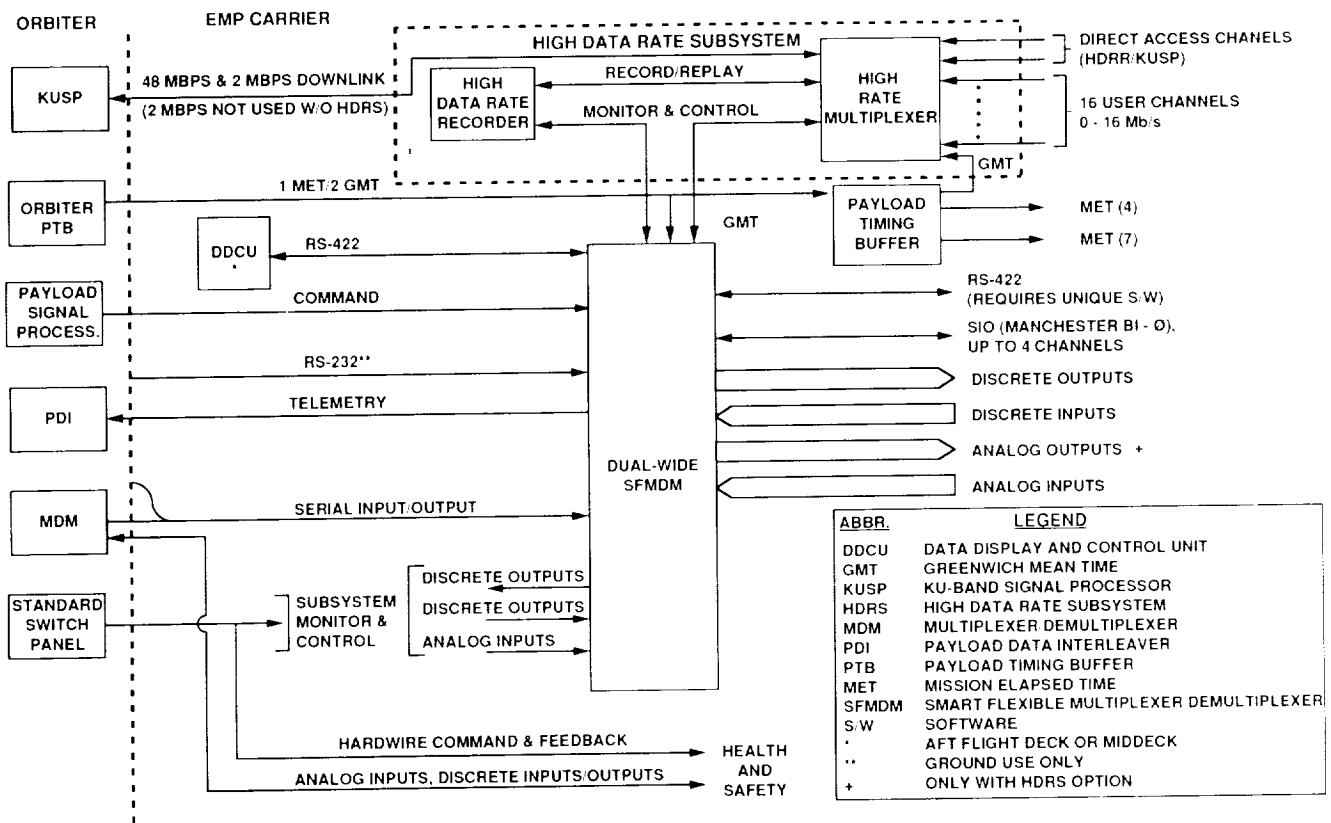 ORBITER
EMP CARRIER
HIGH DATA RATE SUBSYSTEM
DIRECT ACCESS CHANELS
(HDRR/KUSP)
KUSP
48 MBPS & 2 MBPS DOWNLINK
(2 MBPS NOT USED W/O HDRS)
HIGH
DATA RATE
RECORDER
RECORD/REPLAY
MONITOR & CONTROL
HIGH
RATE
MULTIPLEXER
16 USER CHANNELS
0 - 16 Mb/s
GMT
ORBITER
PTB
1 MET/2 GMT
GMT
PAYLOAD
TIMING
BUFFER
MET (4)
MET (7)
DDCU
*
RS-422
PAYLOAD
SIGNAL
PROCESS.
COMMAND
RS-422
(REQUIRES UNIQUE S/W)
SIO (MANCHESTER BI - Ø),
UP TO 4 CHANNELS
RS-232**
PDI
TELEMETRY
DUAL-WIDE
SFMDM
DISCRETE OUTPUTS
DISCRETE INPUTS
ANALOG OUTPUTS +
ANALOG INPUTS
MDM
SERIAL INPUT/OUTPUT
STANDARD
SWITCH
PANEL
SUBSYSTEM
MONITOR &
CONTROL
DISCRETE OUTPUTS
DISCRETE OUTPUTS
ANALOG INPUTS
HARDWIRE COMMAND & FEEDBACK
ANALOG INPUTS, DISCRETE INPUTS/OUTPUTS
HEALTH
AND
SAFETY
ABBR. LEGEND
DDCU DATA DISPLAY AND CONTROL UNIT
GMT GREENWICH MEAN TIME
KUSP KU-BAND SIGNAL PROCESSOR
HDRS HIGH DATA RATE SUBSYSTEM
MDM MULTIPLEXER DEMULTIPLEXER
PDI PAYLOAD DATA INTERLEAVER
PTB PAYLOAD TIMING BUFFER
MET MISSION ELAPSED TIME
SFMDM SMART FLEXIBLE MULTIPLEXER DEMULTIPLEXER
S/W SOFTWARE
* AFT FLIGHT DECK OR MIDDECK
** GROUND USE ONLY
+ ONLY WITH HDRS OPTION